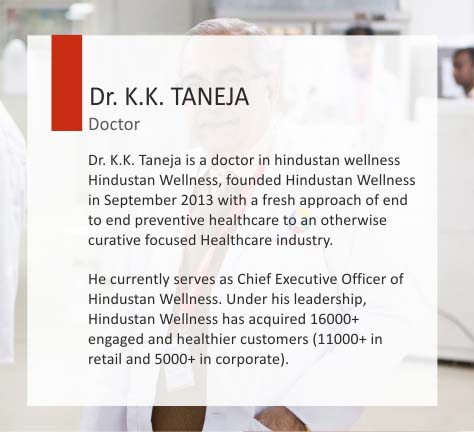 Dr. K.K. TANEJA
Doctor
Dr. K.K. Taneja is a doctor in hindustan wellness
Hindustan Wellness, founded Hindustan Wellness
in September 2013 with a fresh approach of end
to end preventive healthcare to an otherwise
curative focused Healthcare industry.
He currently serves as Chief Executive Officer of
Hindustan Wellness. Under his leadership,
Hindustan Wellness has acquired 16000+
engaged and healthier customers (11000+ in
retail and 5000+ in corporate).